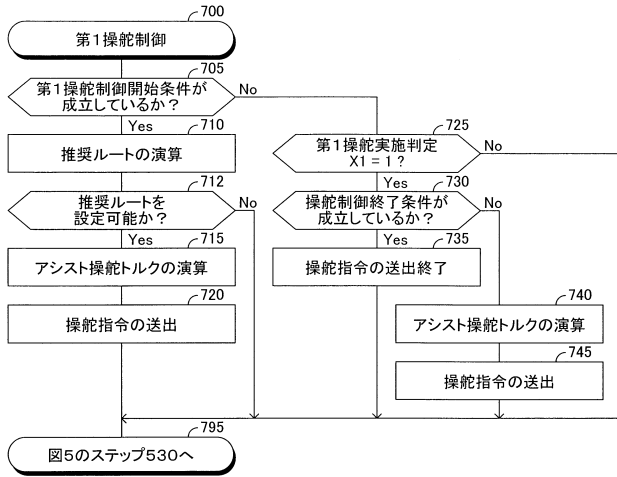 700
第1操舵制御
705
第1操舵制御開始条件が
成立しているか？
No
Yes
710
推奨ルートの演算
712
推奨ルートを
設定可能か？
No
Yes
715
アシスト操舵トルクの演算
720
操舵指令の送出
725
第1操舵実施判定
X1＝1？
No
Yes
730
操舵制御終了条件が
成立しているか？
No
Yes
735
操舵指令の送出終了
740
アシスト操舵トルクの演算
745
操舵指令の送出
795
図5のステップ530へ